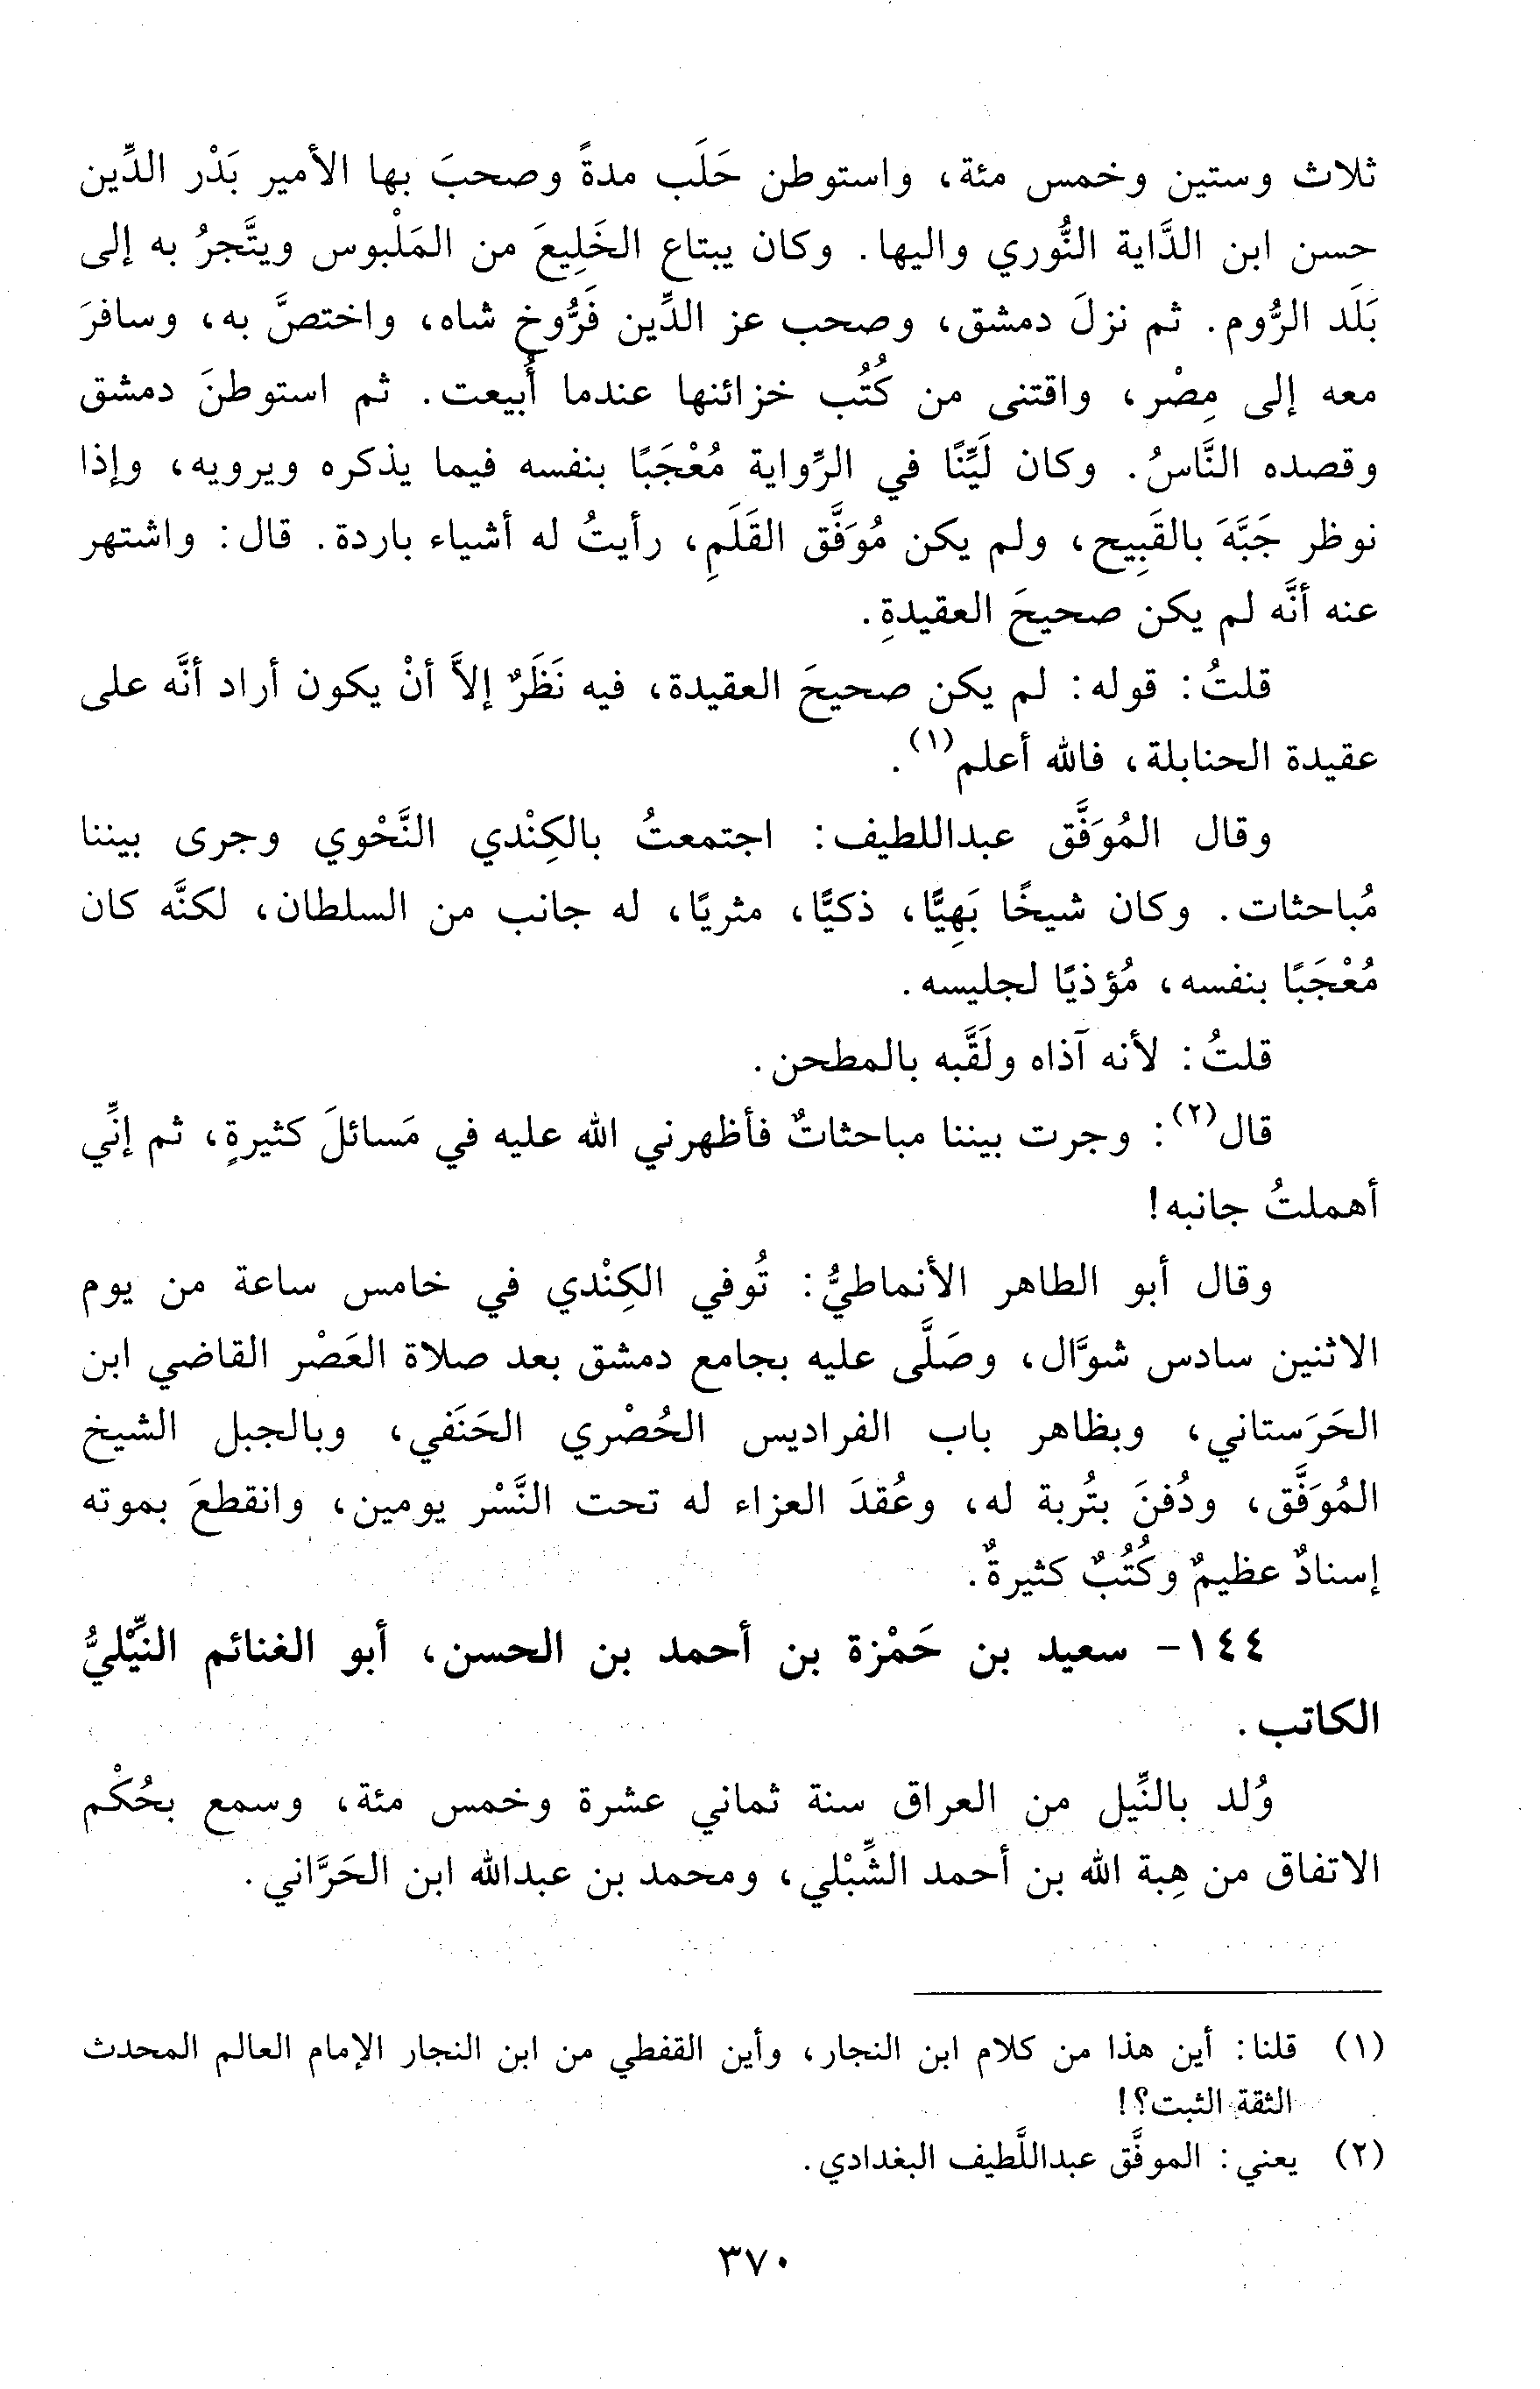 ثلاث وستين وخمس مئة، واستوطن حَلَب مدةً وصحبَ بها الأمير بَدْر الدِّين
حسن ابن الدَّاية النُّوري واليها. وكان يبتاع الخَلِيعَ من المَلْبوس ويتَّجرُ به إلى
بَلَد الرُّوم. ثم نزلَ دمشق، وصحب عز الدِّين فَرُّوخ شاه، واختصَّ به، وسافرَ
معه إلى مِصْر، واقتنى من كُتُب خزائنها عندما أُبيعت. ثم استوطنَ دمشق
وقصده النَّاسُ. وكان لَيِّنًا في الرِّواية مُعْجَبًا بنفسه فيما يذكره ويرويه، وإذا
نوظر جَبَّهَ بالقَبِيح، ولم يكن مُوَفَّق القَلَمِ، رأيتُ له أشياء باردة. قال: واشتهر
عنه أنَّه لم يكن صحيحَ العقيدةِ.
قلتُ: قوله: لم يكن صحيحَ العقيدة، فيه نَظَرٌ إلاَّ أنْ يكون أراد أنَّه على
عقيدة الحنابلة، فالله أعلم(١).
وقال المُوَفَّق عبداللطيف: اجتمعتُ بالكِنْدي النَّحْوي وجرى بيننا
مُباحثات. وكان شيخًا بَهِيًّا، ذكيًّا، مثريًا، له جانب من السلطان، لكنَّه كان
مُعْجَبًا بنفسه، مُؤذيًا لجليسه.
قلتُ: لأنه آذاه ولَقَّبه بالمطحن.
قال(٢): وجرت بيننا مباحثاتٌ فأظهرني الله عليه في مَسائلَ كثيرةٍ، ثم إنِّي
أهملتُ جانبه!
وقال أبو الطاهر الأنماطيُّ: تُوفي الكِنْدي في خامس ساعة من يوم
الاثنين سادس شوَّال، وصَلَّى عليه بجامع دمشق بعد صلاة العَصْر القاضي ابن
الحَرَستاني، وبظاهر باب الفراديس الحُصْري الحَنَفي، وبالجبل الشيخ
المُوَفَّق، ودُفنَ بتُربة له، وعُقدَ العزاء له تحت النَّسْر يومين، وانقطعَ بموته
إسنادٌ عظيمٌ وكُتُبٌ كثيرةٌ.
١٤٤- سعيد بن حَمْزة بن أحمد بن الحسن، أبو الغنائم النِّيْليُّ
الكاتب.
وُلد بالنِّيل من العراق سنة ثماني عشرة وخمس مئة، وسمع بحُكْم
الاتفاق من هِبة الله بن أحمد الشِّبْلي، ومحمد بن عبدالله ابن الحَرَّاني.
(١) قلنا: أين هذا من كلام ابن النجار، وأين القفطي من ابن النجار الإمام العالم المحدث
الثقة الثبت؟!
(٢) يعني: الموفَّق عبداللَّطيف البغدادي.
٣٧٠